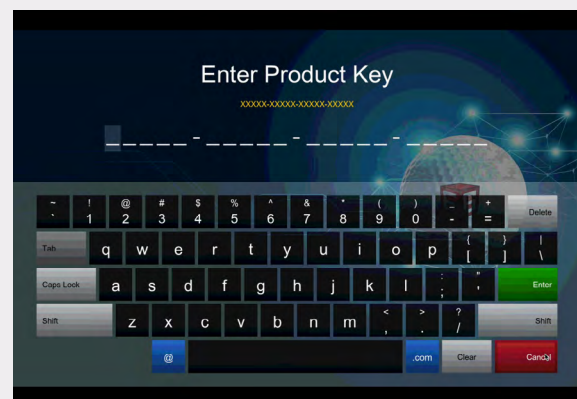 Enter Product Key
XXXXX-XXXXX-XXXXX-XXXXX
_ _ _ _ _ - _ _ _ _ _ - _ _ _ _ _ - _ _ _ _ _
~ ! @ # $ % ^ & * ( ) _ +
` 1 2 3 4 5 6 7 8 9 0 - = Delete
Tab q w e r t y u i o p { [ } ] | \
Caps Lock a s d f g h j k l : ; " ' Enter
Shift z x c v b n m < , > . ? / Shift
@ .com Clear Cancel